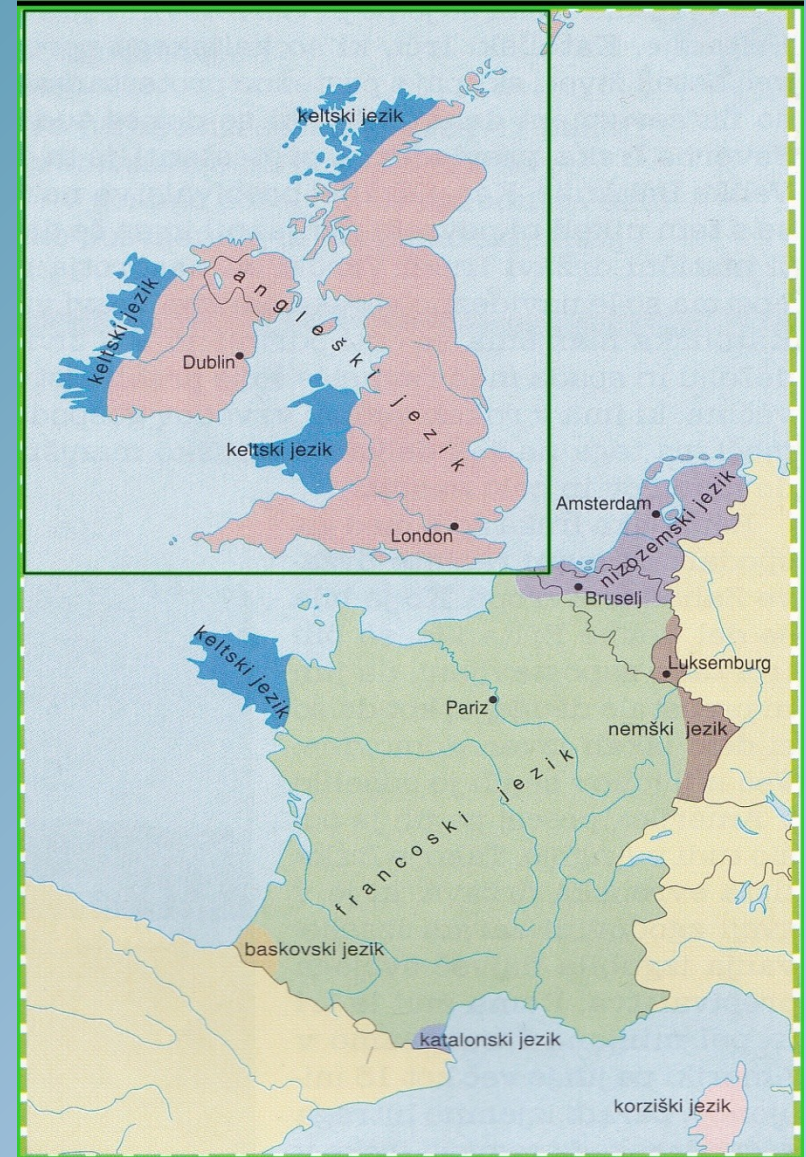 keltski jezik
keltski jezik
angleški jezik
Dublin
keltski jezik
London
Amsterdam
nizozemski jezik
Bruselj
keltski jezik
Luksemburg
Pariz
nemški jezik
francoski jezik
baskovski jezik
katalonski jezik
korziški jezik